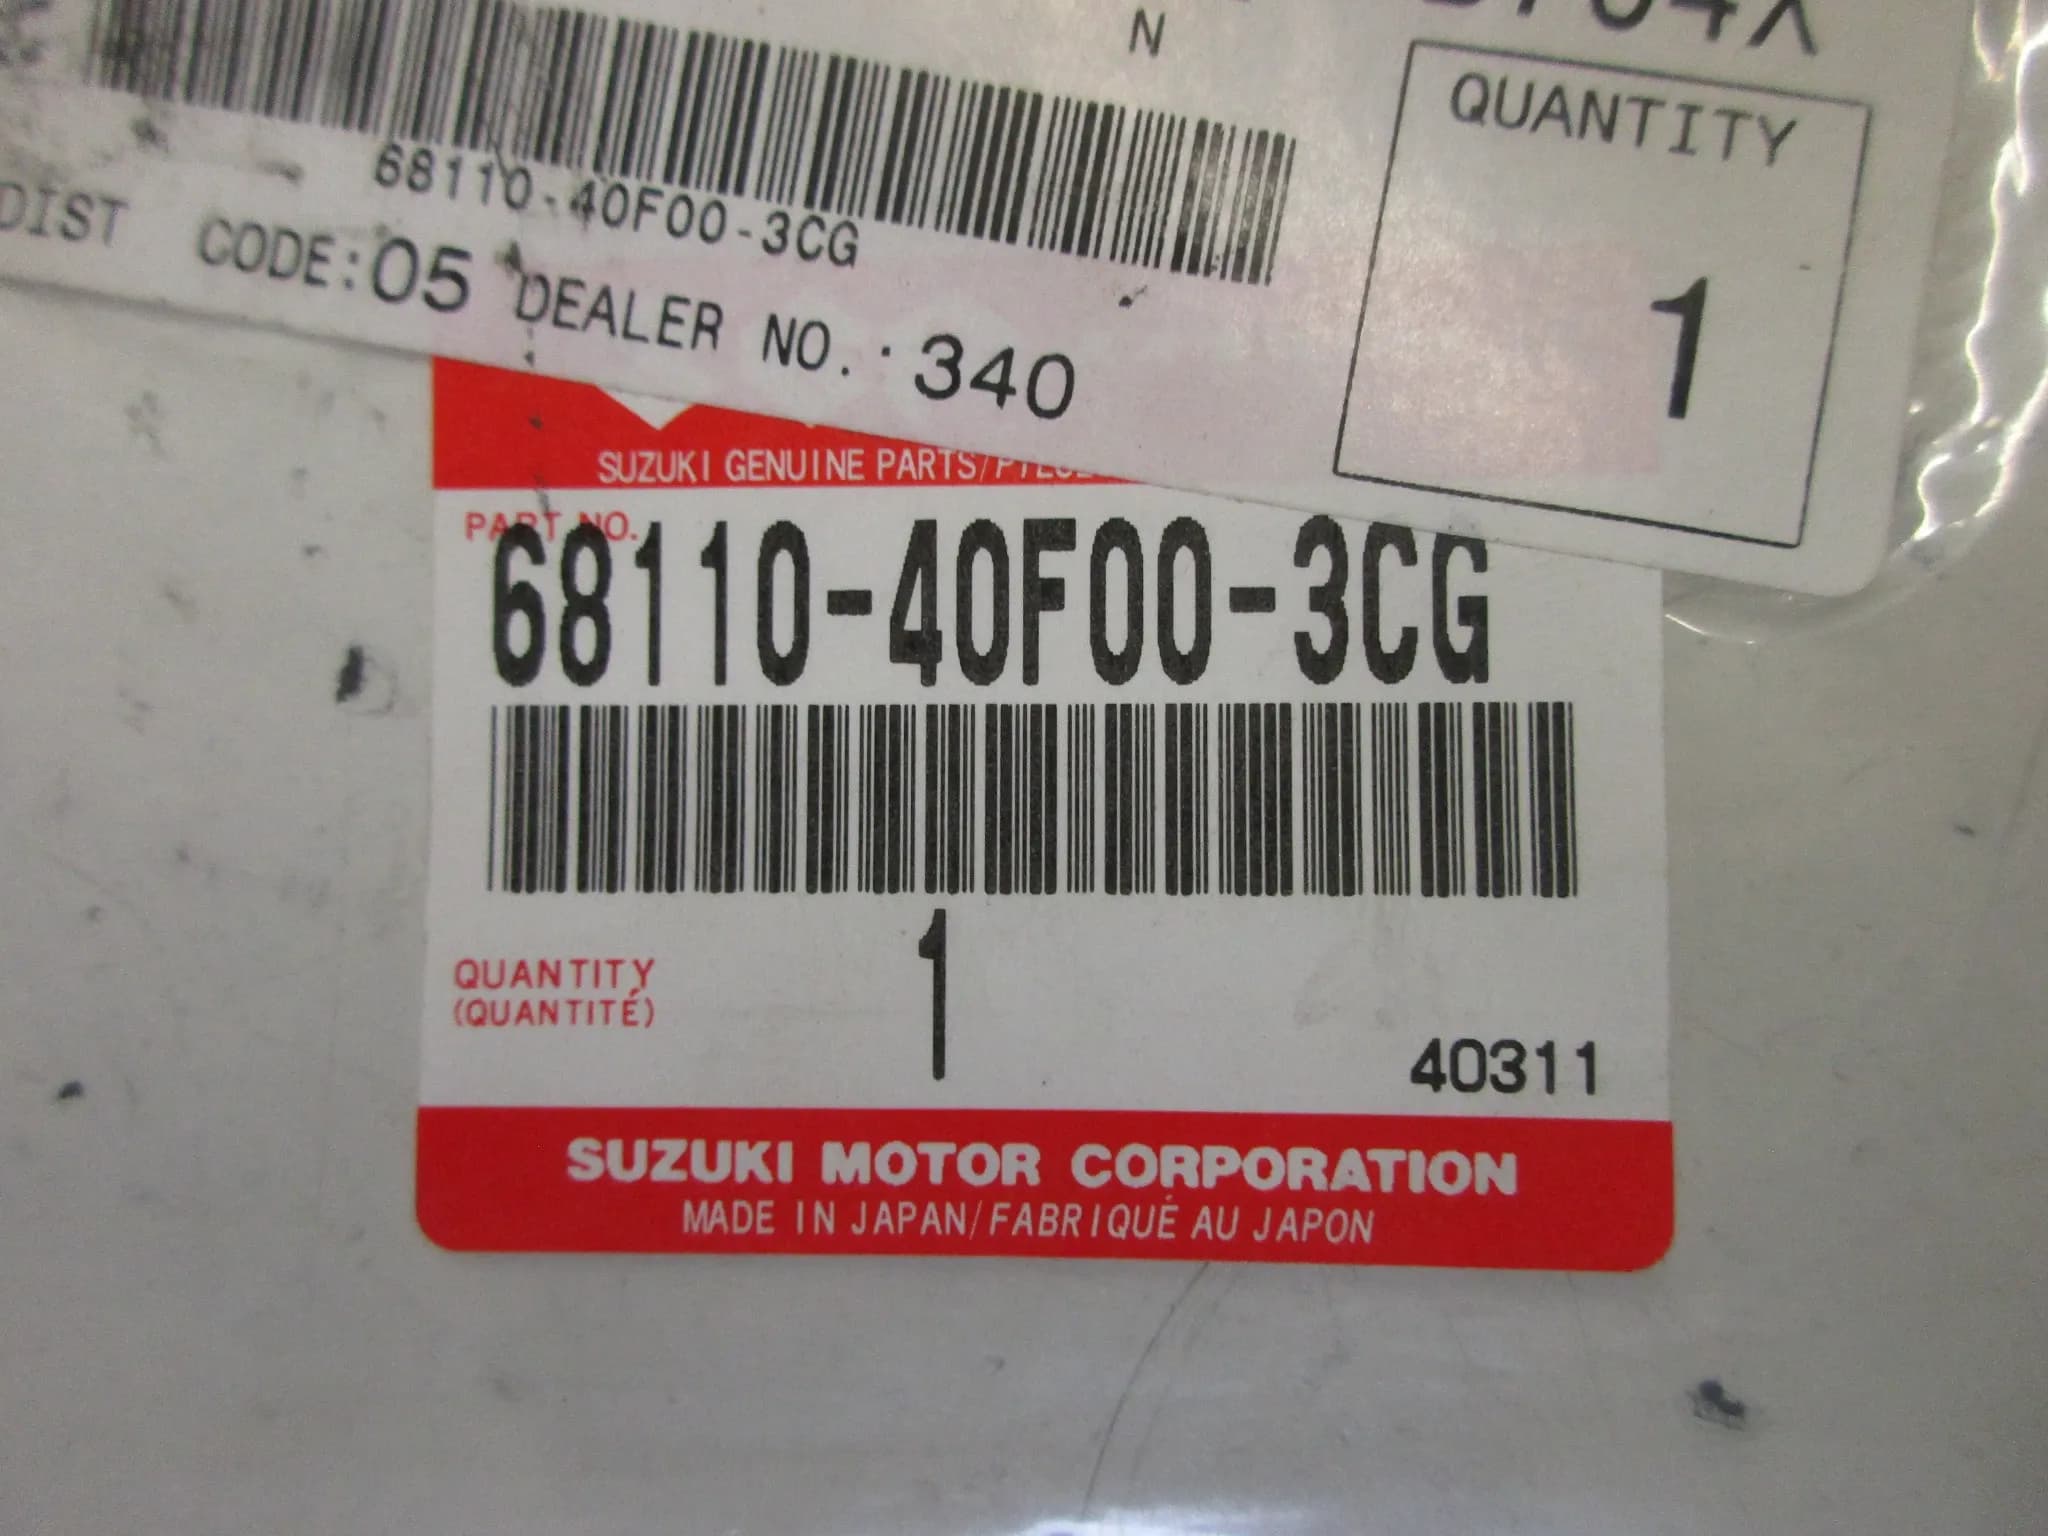 N
QUANTITY
1
68110-40F00-3CG
DIST CODE:05 DEALER NO.:340
SUZUKI GENUINE PARTS/
PART NO.
68110-40F00-3CG
1
QUANTITY
(QUANTITÉ)
40311
SUZUKI MOTOR CORPORATION
MADE IN JAPAN/FABRIQUÉ AU JAPON